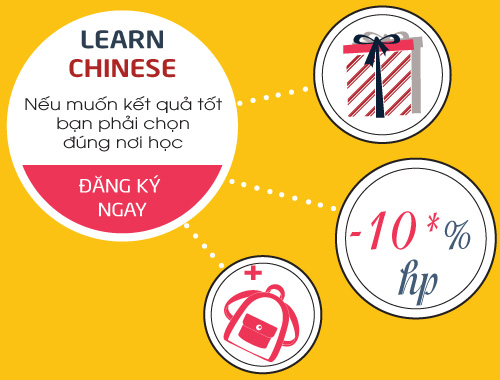 LEARN
CHINESE
Nếu muốn kết quả tốt
bạn phải chọn
đúng nơi học
ĐĂNG KÝ
NGAY
-10*%
hp
+